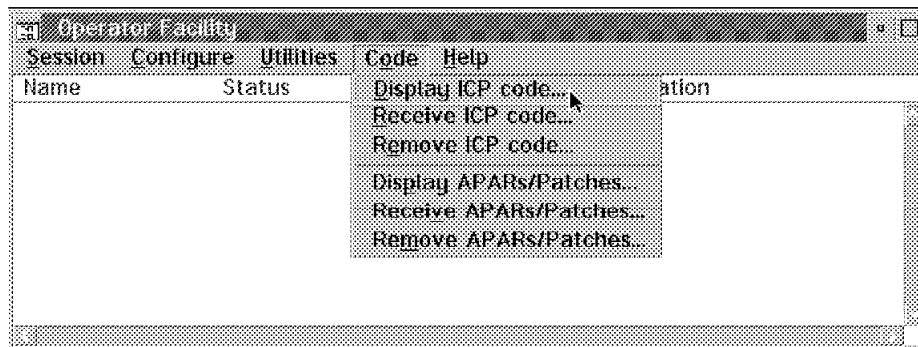 Operator Facility
Session Configure Utilities Code Help
Name Status ation
Display ICP code...
Receive ICP code...
Remove ICP code...
Display APARs/Patches...
Receive APARs/Patches...
Remove APARs/Patches...